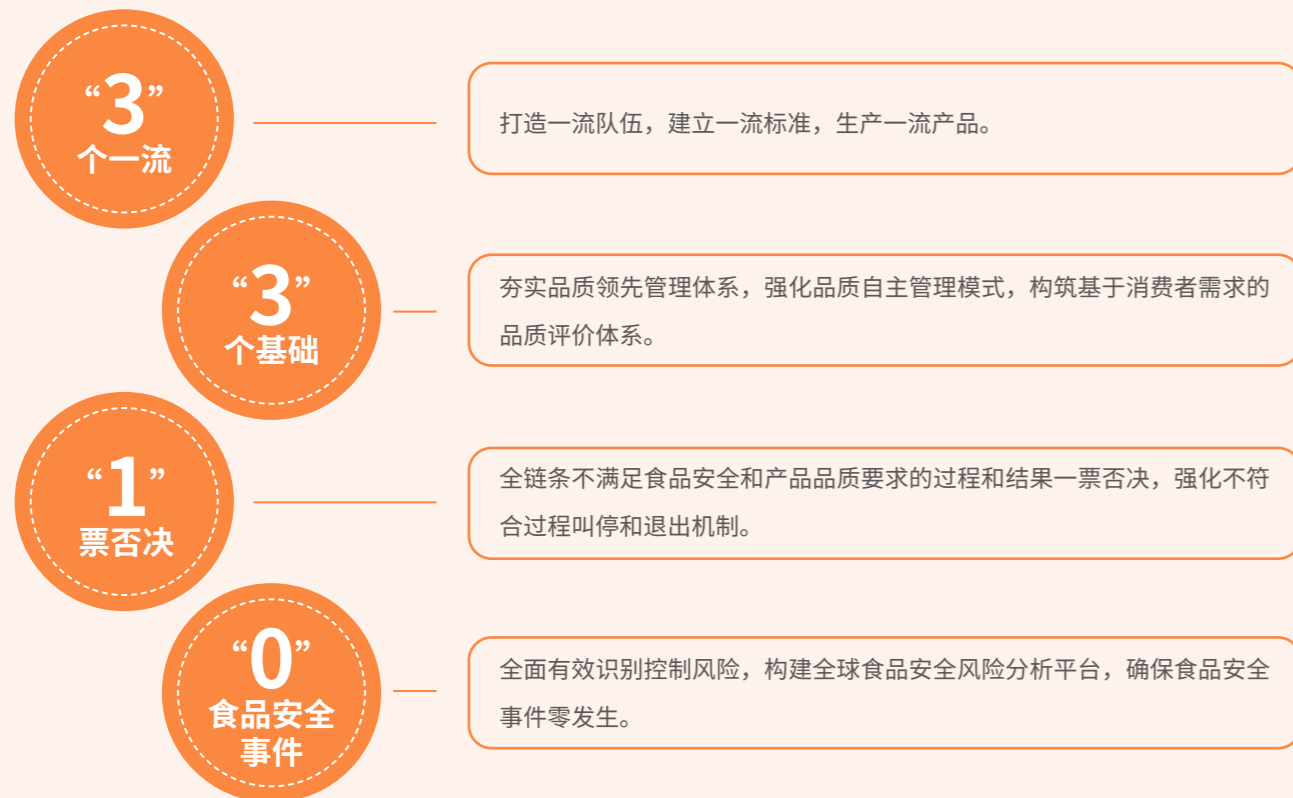 “3”
个一流
打造一流队伍，建立一流标准，生产一流产品。
“3”
个基础
夯实品质领先管理体系，强化品质自主管理模式，构筑基于消费者需求的
品质评价体系。
“1”
票否决
全链条不满足食品安全和产品品质要求的过程和结果一票否决，强化不符
合过程叫停和退出机制。
“0”
食品安全
事件
全面有效识别控制风险，构建全球食品安全风险分析平台，确保食品安全
事件零发生。